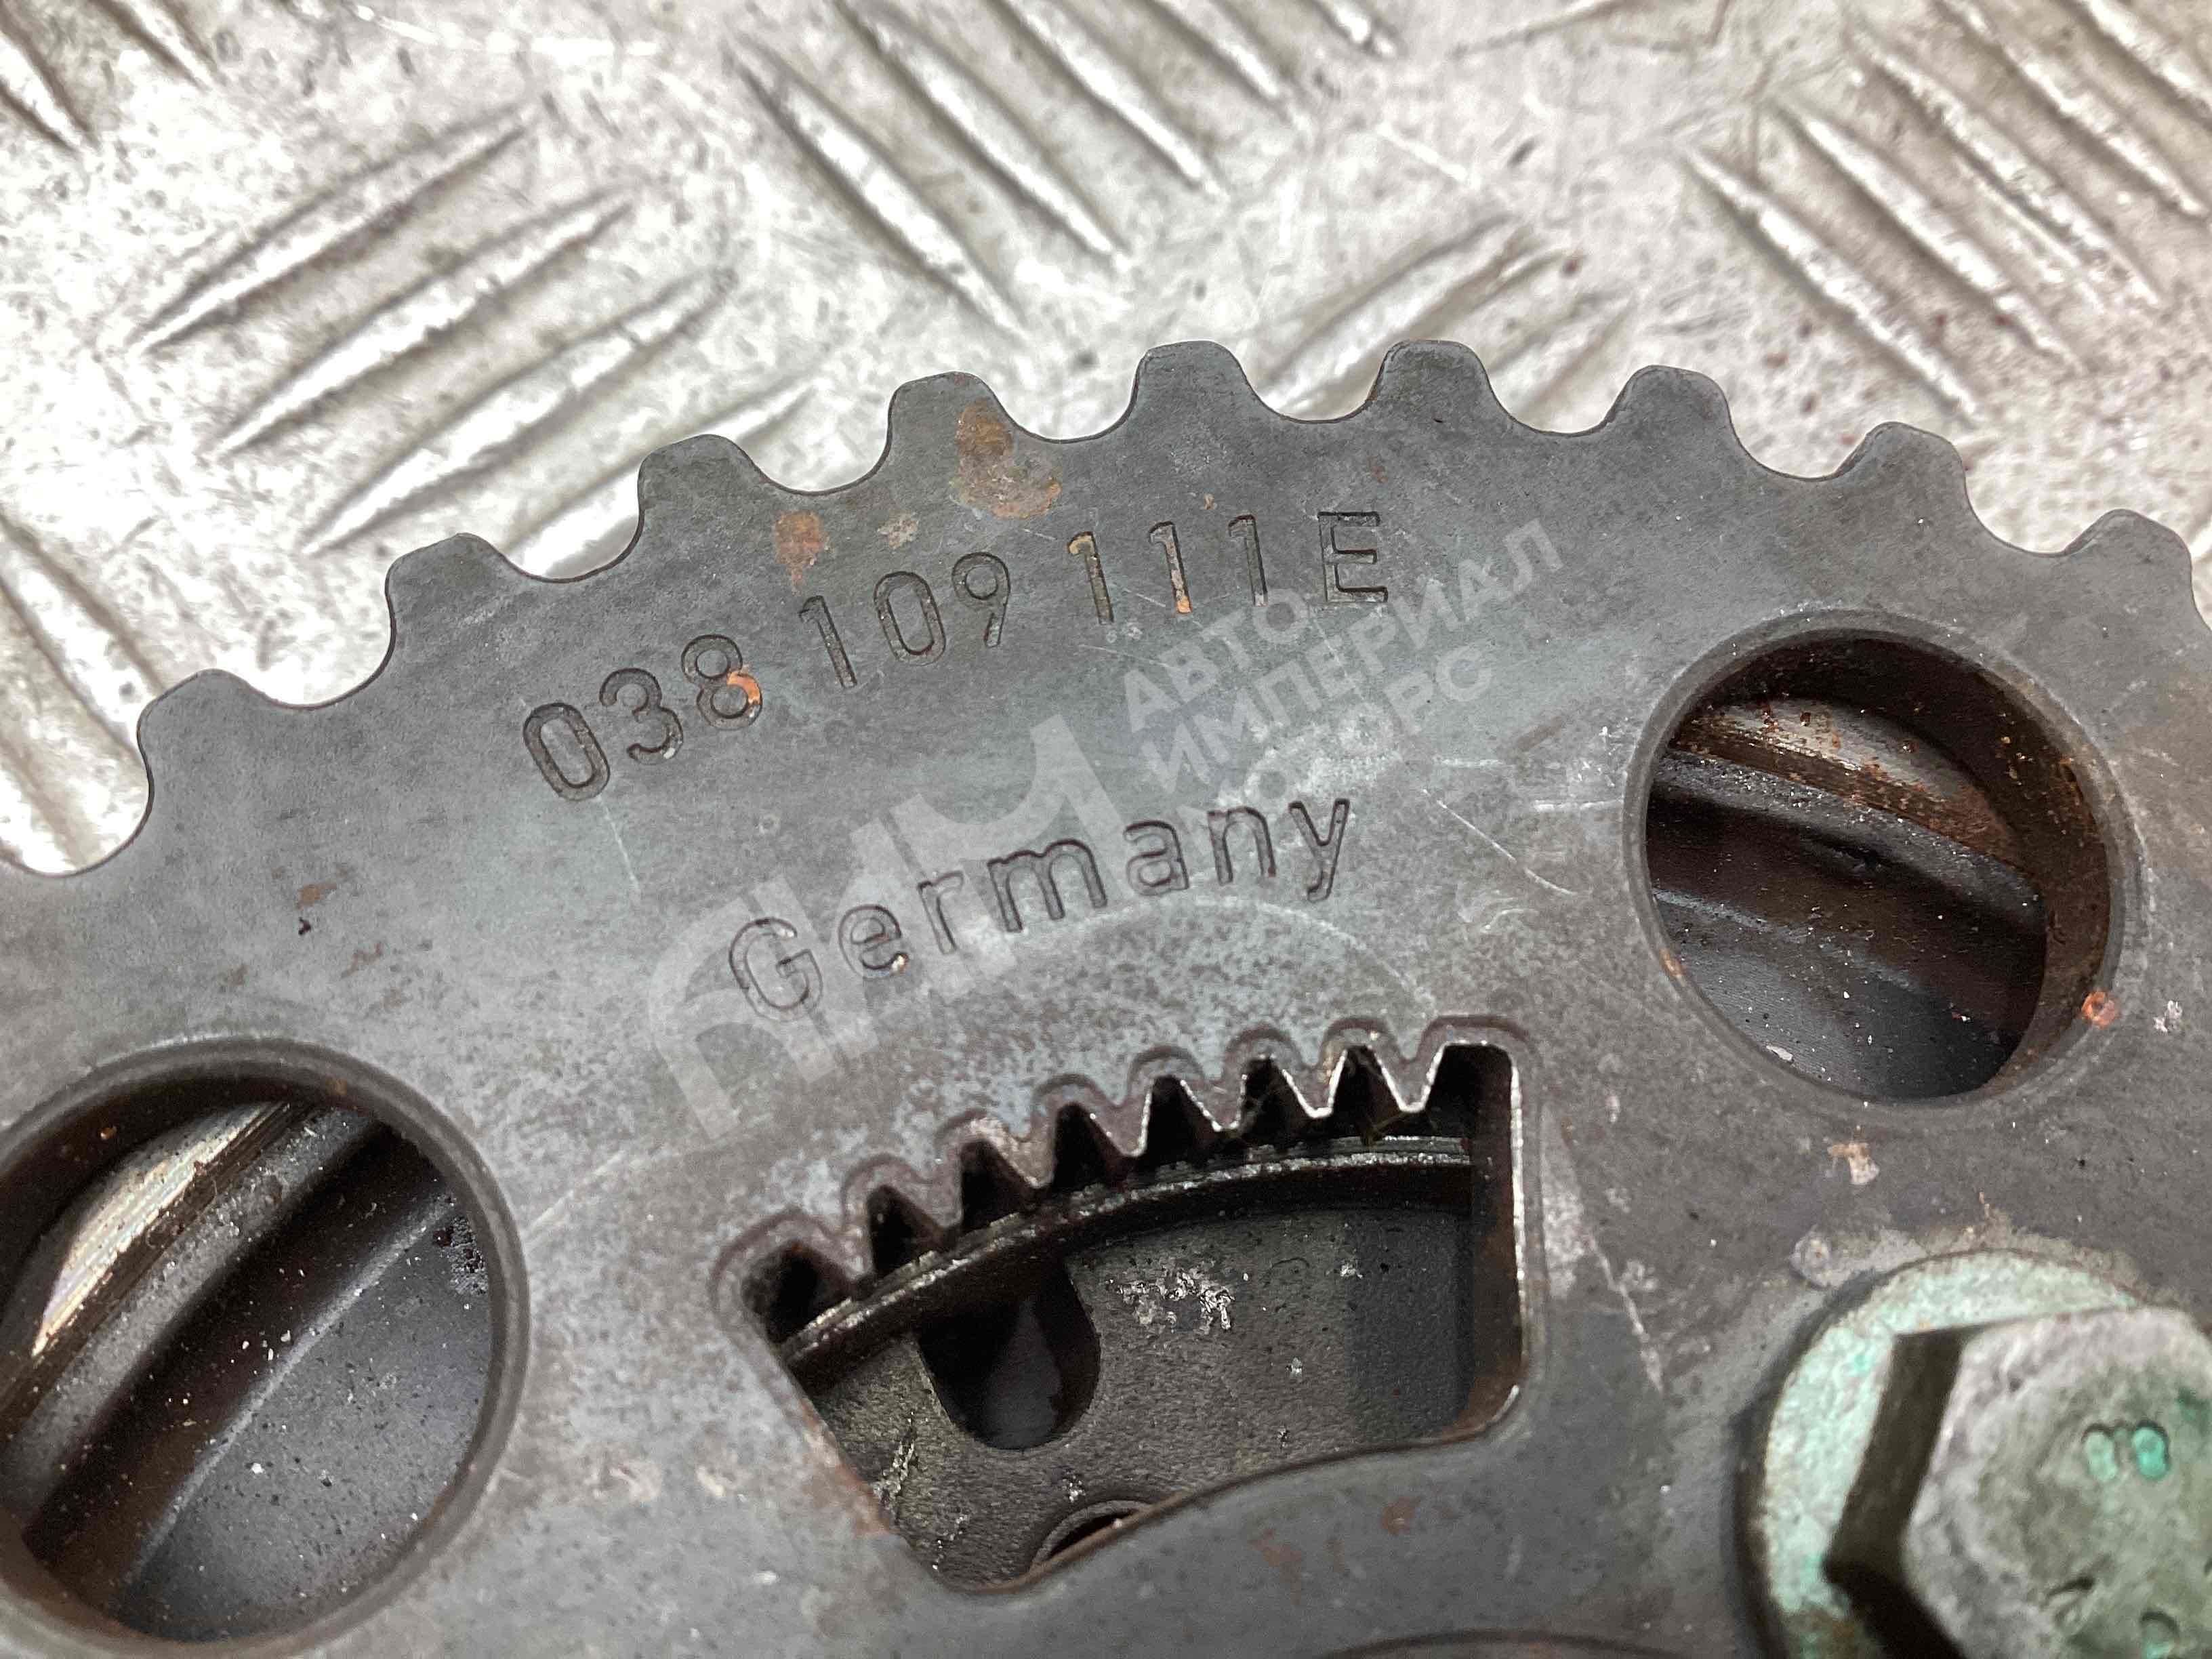 038 109 111 E
Germany
АВТО
ИМПЕРИАЛ
МОТОРС